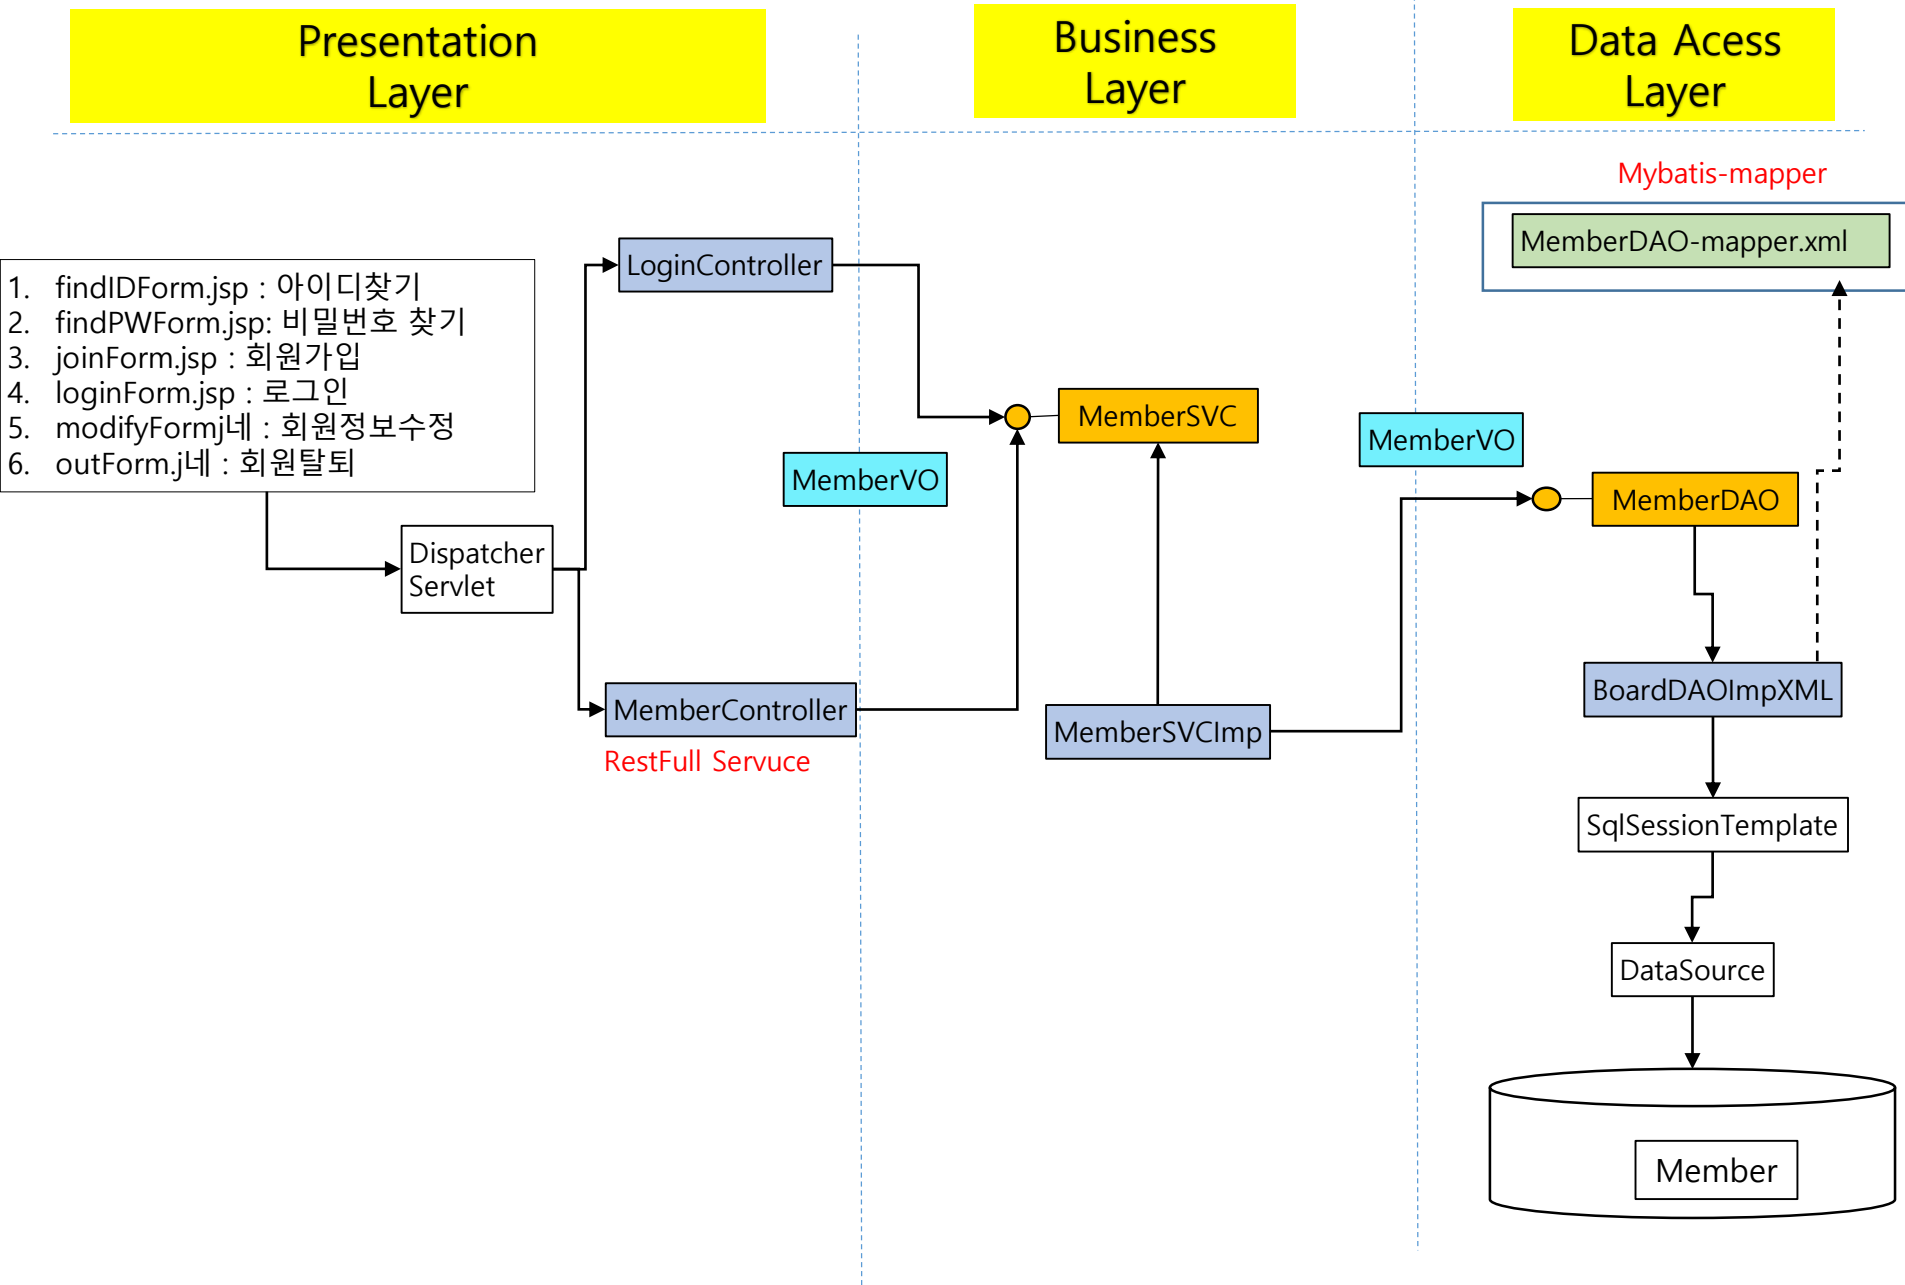 Presentation
Layer
Business
Layer
Data Acess
Layer
Mybatis-mapper
MemberDAO-mapper.xml
LoginController
1. findIDForm.jsp : 아이디찾기
2. findPWForm.jsp: 비밀번호 찾기
3. joinForm.jsp : 회원가입
4. loginForm.jsp : 로그인
5. modifyFormj네 : 회원정보수정
6. outForm.j네 : 회원탈퇴
MemberSVC
MemberVO
MemberVO
MemberDAO
Dispatcher
Servlet
MemberController
RestFull Servuce
MemberSVCImp
BoardDAOImpXML
SqlSessionTemplate
DataSource
Member